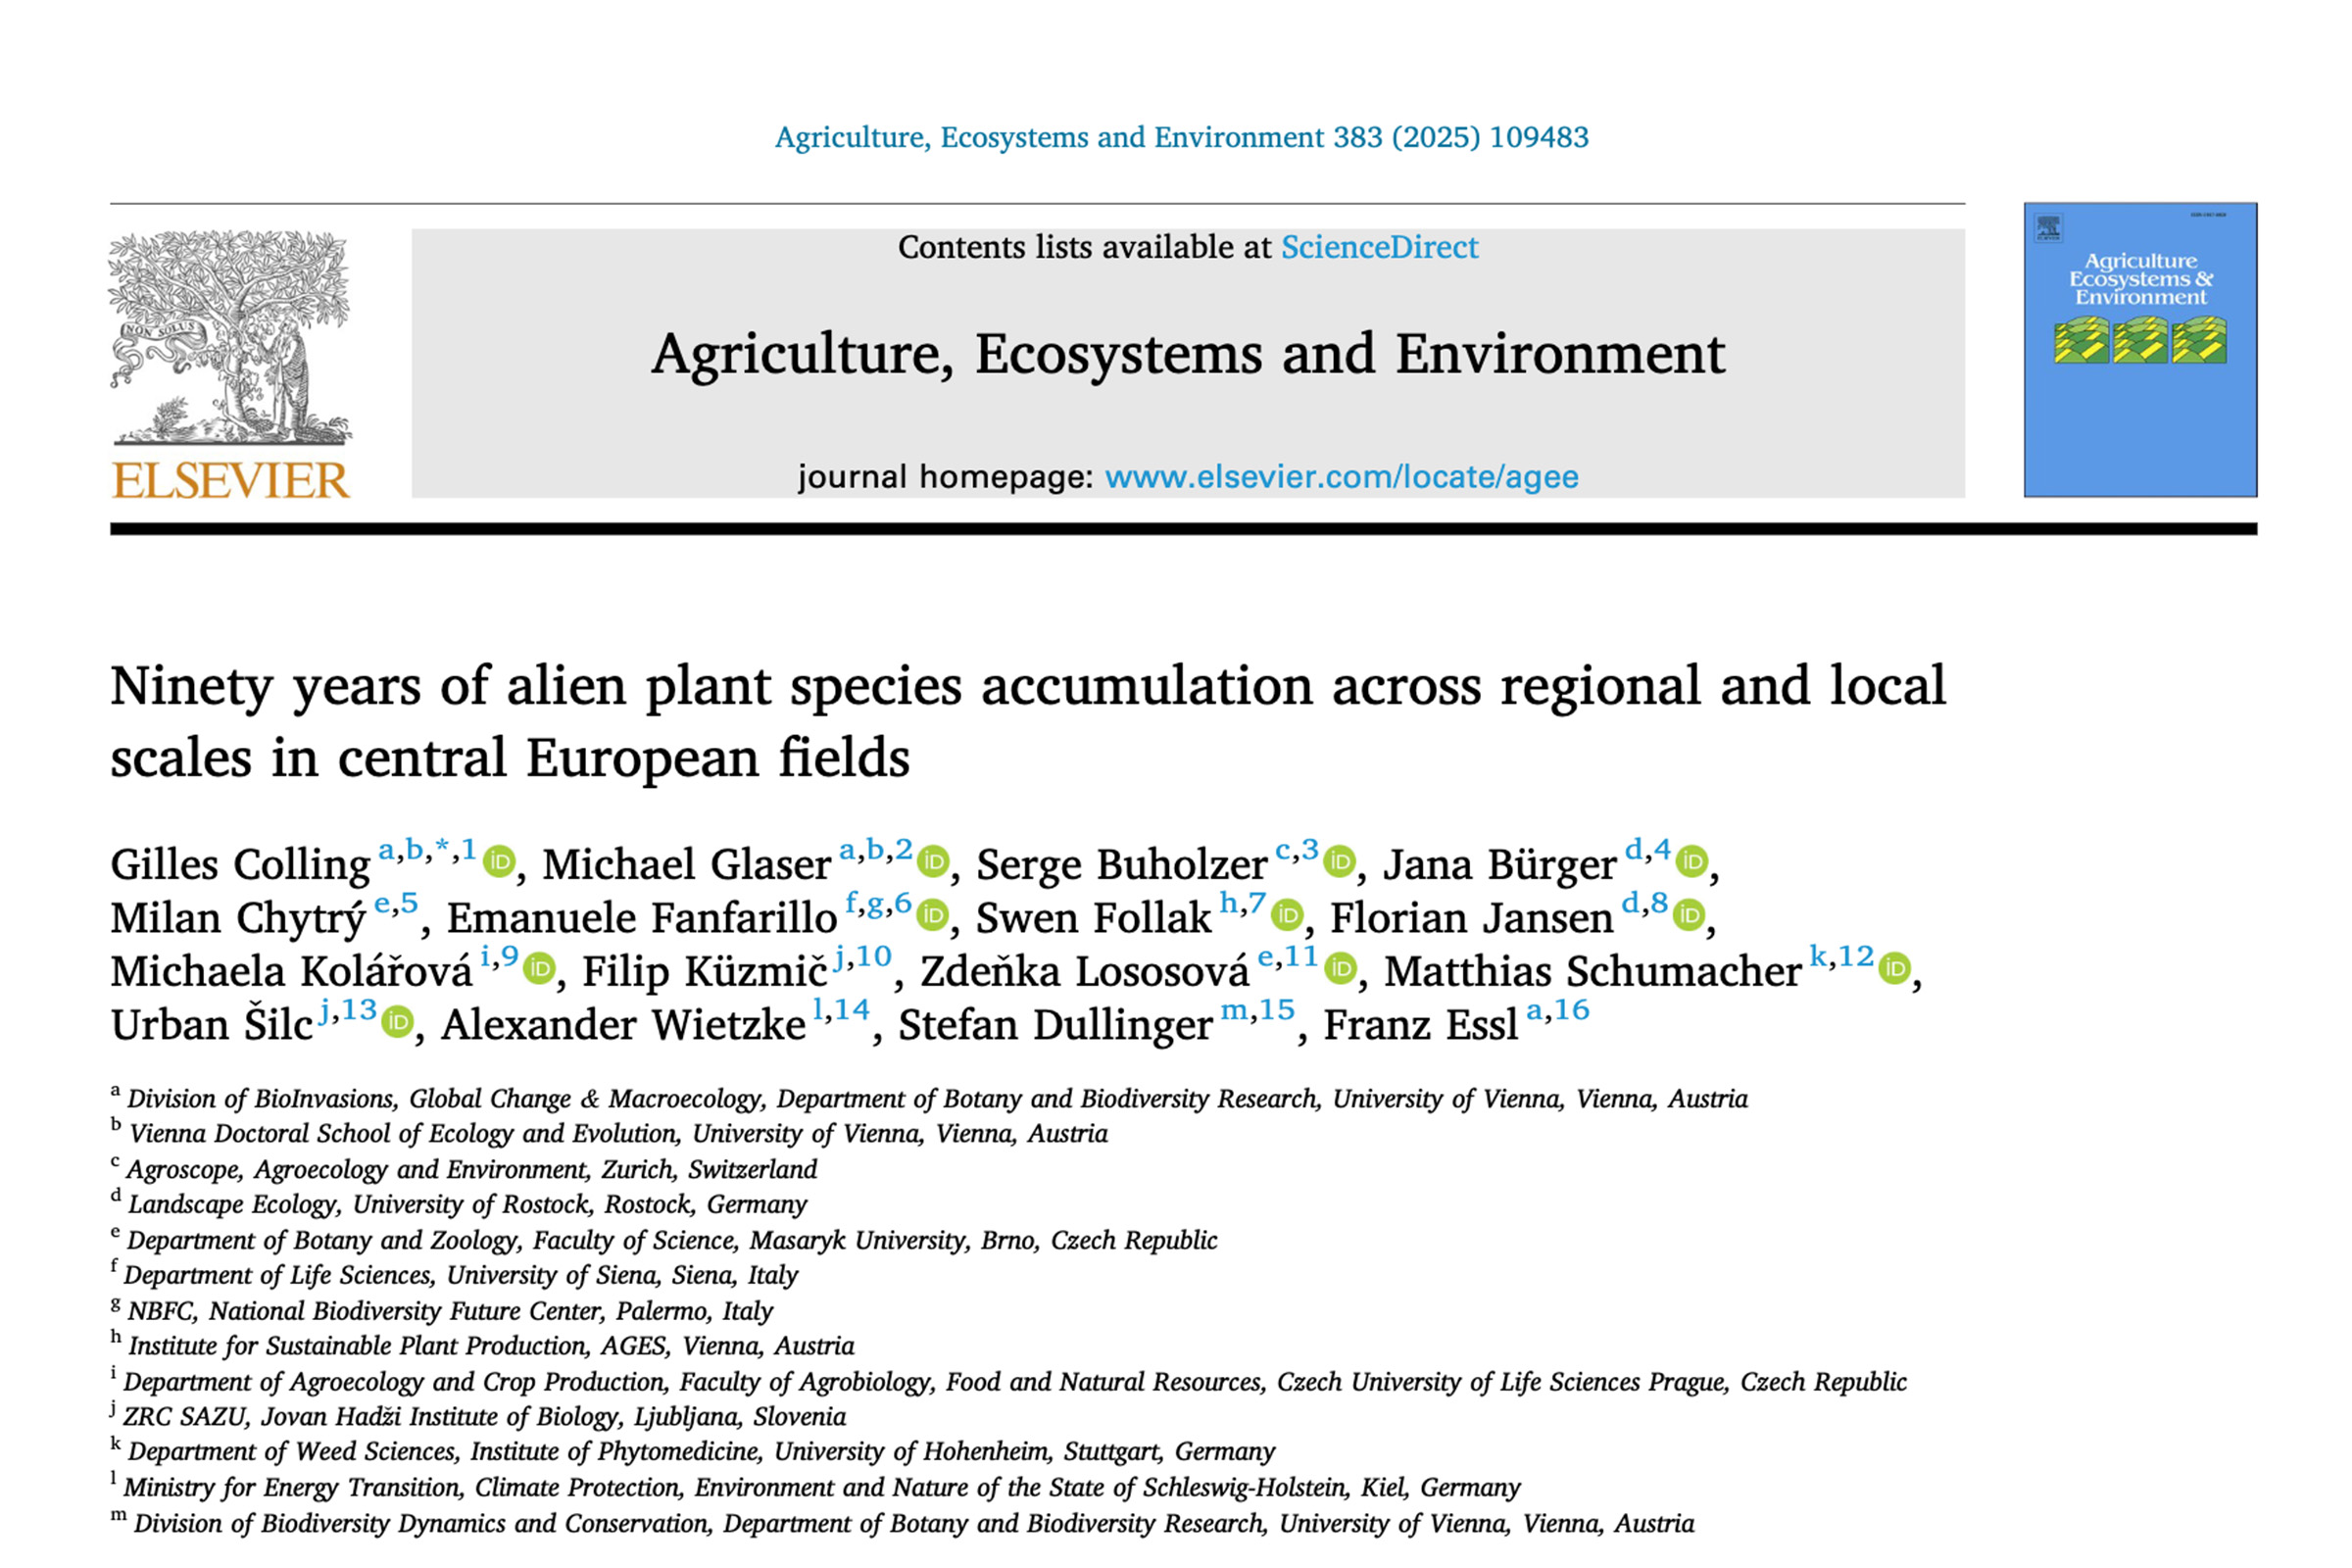 Agriculture, Ecosystems and Environment 383 (2025) 109483
Contents lists available at ScienceDirect
Agriculture, Ecosystems and Environment
journal homepage: www.elsevier.com/locate/agee
NON SOLUS
ELSEVIER
ELSEVIER
Agriculture
Ecosystems &
Environment
Ninety years of alien plant species accumulation across regional and local
scales in central European fields
Gilles Colling a,b,*,1 iD, Michael Glaser a,b,2 iD, Serge Buholzer c,3 iD, Jana Bürger d,4 iD,
Milan Chytrý e,5, Emanuele Fanfarillo f,g,6 iD, Swen Follak h,7 iD, Florian Jansen d,8 iD,
Michaela Kolářová i,9 iD, Filip Küzmič j,10, Zdeňka Lososová e,11 iD, Matthias Schumacher k,12 iD,
Urban Šilc j,13 iD, Alexander Wietzke l,14, Stefan Dullinger m,15, Franz Essl a,16
a Division of BioInvasions, Global Change & Macroecology, Department of Botany and Biodiversity Research, University of Vienna, Vienna, Austria
b Vienna Doctoral School of Ecology and Evolution, University of Vienna, Vienna, Austria
c Agroscope, Agroecology and Environment, Zurich, Switzerland
d Landscape Ecology, University of Rostock, Rostock, Germany
e Department of Botany and Zoology, Faculty of Science, Masaryk University, Brno, Czech Republic
f Department of Life Sciences, University of Siena, Siena, Italy
g NBFC, National Biodiversity Future Center, Palermo, Italy
h Institute for Sustainable Plant Production, AGES, Vienna, Austria
i Department of Agroecology and Crop Production, Faculty of Agrobiology, Food and Natural Resources, Czech University of Life Sciences Prague, Czech Republic
j ZRC SAZU, Jovan Hadži Institute of Biology, Ljubljana, Slovenia
k Department of Weed Sciences, Institute of Phytomedicine, University of Hohenheim, Stuttgart, Germany
l Ministry for Energy Transition, Climate Protection, Environment and Nature of the State of Schleswig-Holstein, Kiel, Germany
m Division of Biodiversity Dynamics and Conservation, Department of Botany and Biodiversity Research, University of Vienna, Vienna, Austria